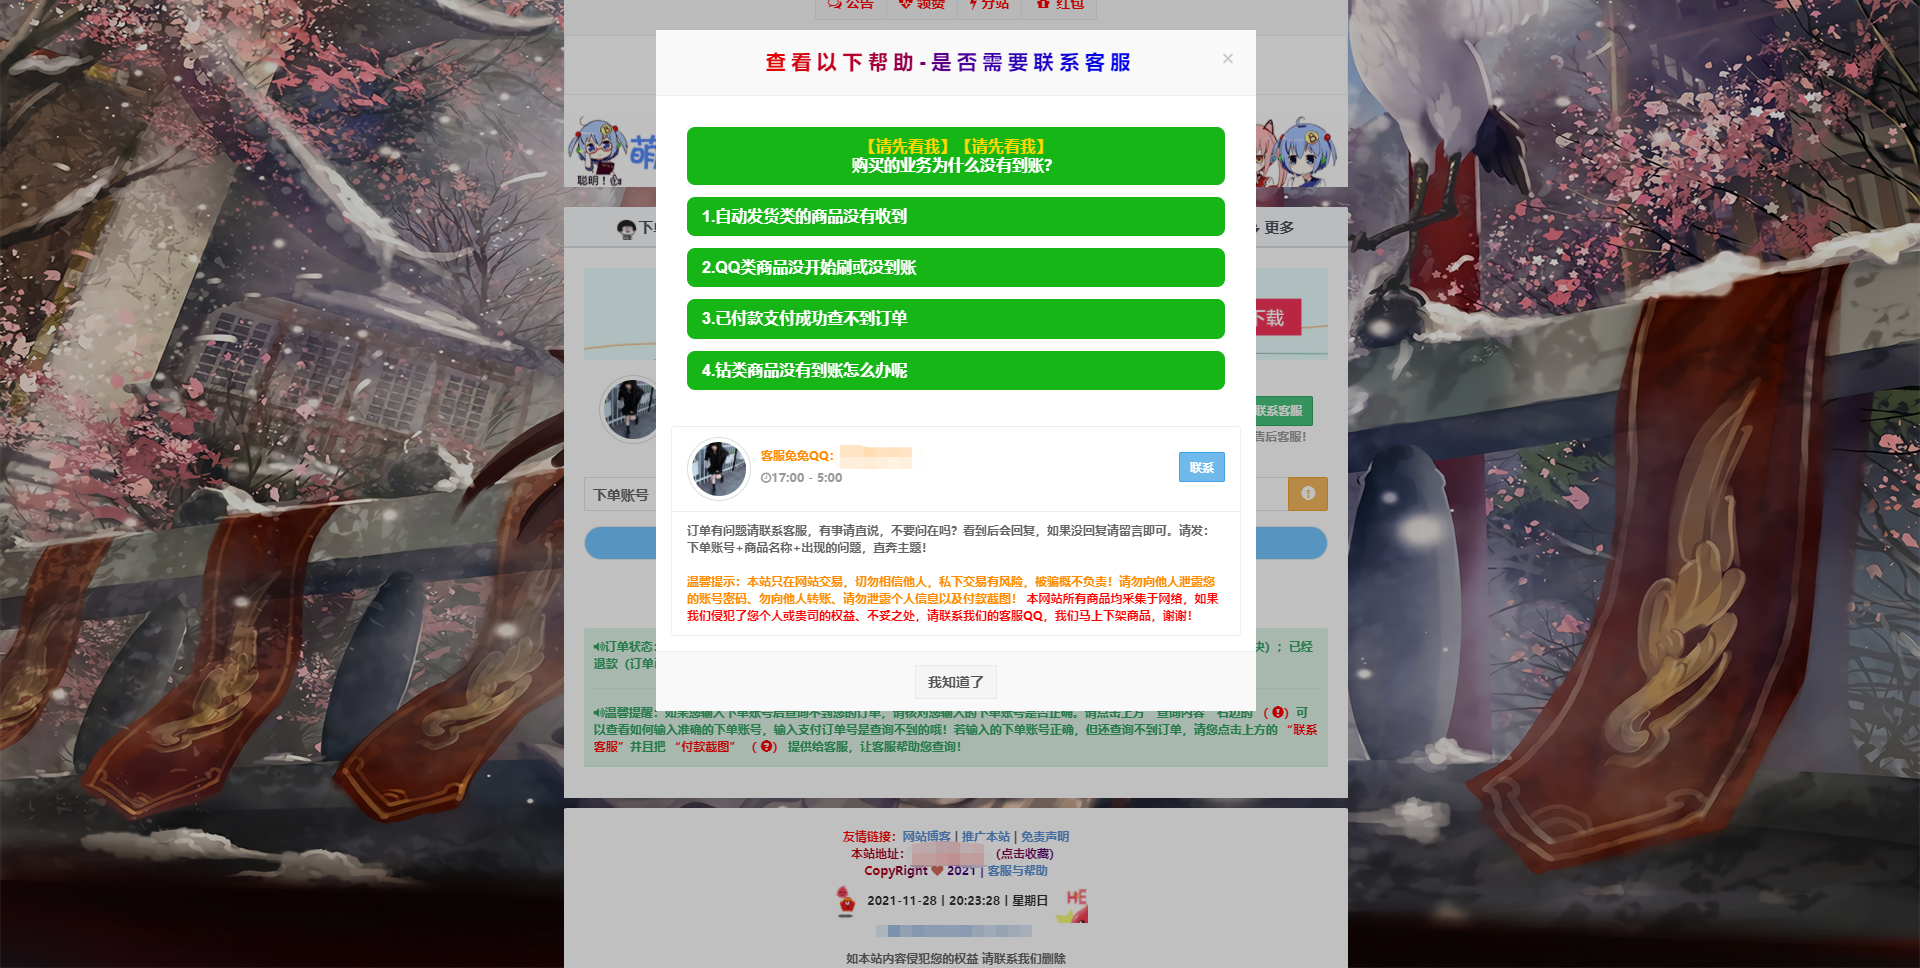 公告 领赞 分站 红包
查看以下帮助-是否需要联系客服
×
【请先看我】【请先看我】
购买的业务为什么没有到账?
萌
聪明!
1.自动发货类的商品没有收到
更多
2.QQ类商品没开始刷或没到账
3.已付款支付成功查不到订单
下载
4.钻类商品没有到账怎么办呢
联系客服
售后客服!
客服兔兔QQ:
17:00 - 5:00
联系
下单账号
订单有问题请联系客服，有事请直说，不要问在吗？看到后会回复，如果没回复请留言即可。请发：
下单账号+商品名称+出现的问题，直奔主题！
温馨提示：本站只在网站交易，切勿相信他人，私下交易有风险，被骗概不负责！请勿向他人泄露您
的账号密码、勿向他人转账、请勿泄露个人信息以及付款截图！ 本网站所有商品均采集于网络，如果
我们侵犯了您个人或贵司的权益、不妥之处，请联系我们的客服QQ，我们马上下架商品，谢谢！
订单状态：
）；已经
退款（订单
我知道了
温馨提醒：如果您输入下单账号后查询不到您的订单，请核对您输入的下单账号是否正确。请点击上方“查询内容”右边的（ ）可
以查看如何输入准确的下单账号，输入支付订单号是查询不到的哦！若输入的下单账号正确，但还查询不到订单，请您点击上方的“联系
客服”并且把“付款截图”（ ）提供给客服，让客服帮助您查询！
友情链接：网站博客 | 推广本站 | 免责声明
本站地址： (点击收藏)
CopyRight ❤ 2021 | 客服与帮助
2021-11-28 | 20:23:28 | 星期日
HE
如本站内容侵犯您的权益 请联系我们删除